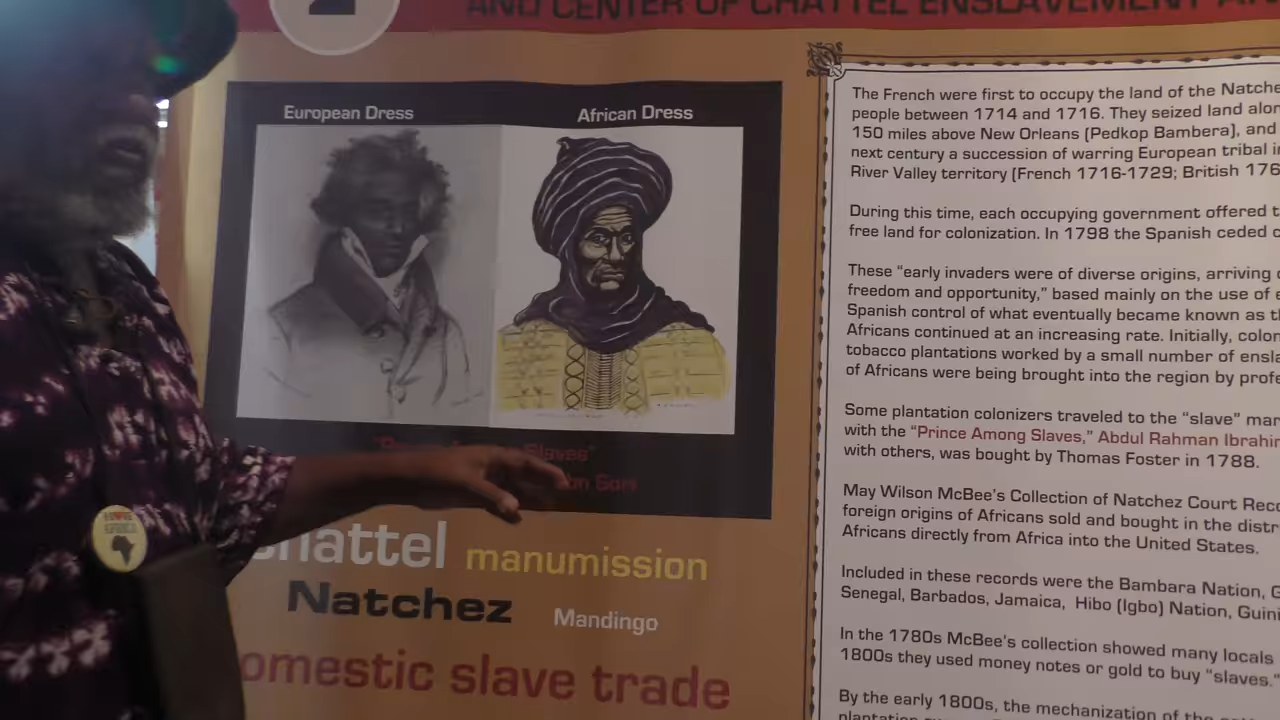 AND CENTER OF CHATTEL ENSLAVEMENT
European Dress
African Dress
Slaves"
chattel
manumission
Natchez
Mandingo
omestic slave trade
The French were first to occupy the land of the Natche
people between 1714 and 1716. They seized land alon
150 miles above New Orleans (Pedkop Bambera), and
next century a succession of warring European tribal i
River Valley territory (French 1716-1729; British 176
During this time, each occupying government offered t
free land for colonization. In 1798 the Spanish ceded c
These "early invaders were of diverse origins, arriving
freedom and opportunity," based mainly on the use of e
Spanish control of what eventually became known as th
Africans continued at an increasing rate. Initially, colon
tobacco plantations worked by a small number of ensla
of Africans were being brought into the region by profe
Some plantation colonizers traveled to the "slave" mar
with the "Prince Among Slaves," Abdul Rahman Ibrahim
with others, was bought by Thomas Foster in 1788.
May Wilson McBee's Collection of Natchez Court Reco
foreign origins of Africans sold and bought in the distr
Africans directly from Africa into the United States.
Included in these records were the Bambara Nation, G
Senegal, Barbados, Jamaica, Hibo (Igbo) Nation, Guin
In the 1780s McBee's collection showed many locals
1800s they used money notes or gold to buy "slaves."
By the early 1800s, the mechanization of the